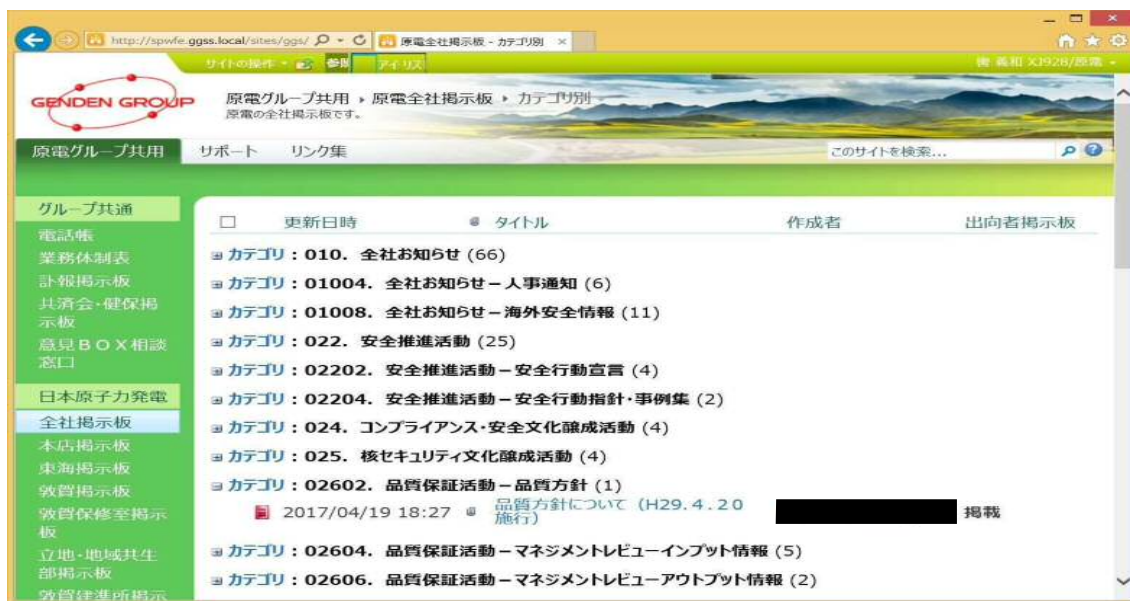 http://spwfe.ggss.local/sites/ggs/
原電全社掲示板 - カテゴリ別
サイトの操作
参照
アイリス
GENDEN GROUP
原電グループ共用 ▸ 原電全社掲示板 ▸ カテゴリ別
原電の全社掲示板です。
原電グループ共用 サポート リンク集 このサイトを検索...
グループ共通
電話帳
業務体制表
訃報掲示板
共済会・健保掲
示板
意見BOX相談
窓口
日本原子力発電
全社掲示板
本店掲示板
東海掲示板
敦賀掲示板
敦賀保修室掲示
板
立地・地域共生
部掲示板
敦賀建準所掲示
更新日時 タイトル 作成者 出向者掲示板
カテゴリ : 010. 全社お知らせ (66)
カテゴリ : 01004. 全社お知らせ－人事通知 (6)
カテゴリ : 01008. 全社お知らせ－海外安全情報 (11)
カテゴリ : 022. 安全推進活動 (25)
カテゴリ : 02202. 安全推進活動－安全行動宣言 (4)
カテゴリ : 02204. 安全推進活動－安全行動指針・事例集 (2)
カテゴリ : 024. コンプライアンス・安全文化醸成活動 (4)
カテゴリ : 025. 核セキュリティ文化醸成活動 (4)
カテゴリ : 02602. 品質保証活動－品質方針 (1)
2017/04/19 18:27 品質方針について（H29.4.20
施行） 掲載
カテゴリ : 02604. 品質保証活動－マネジメントレビューインプット情報 (5)
カテゴリ : 02606. 品質保証活動－マネジメントレビューアウトプット情報 (2)